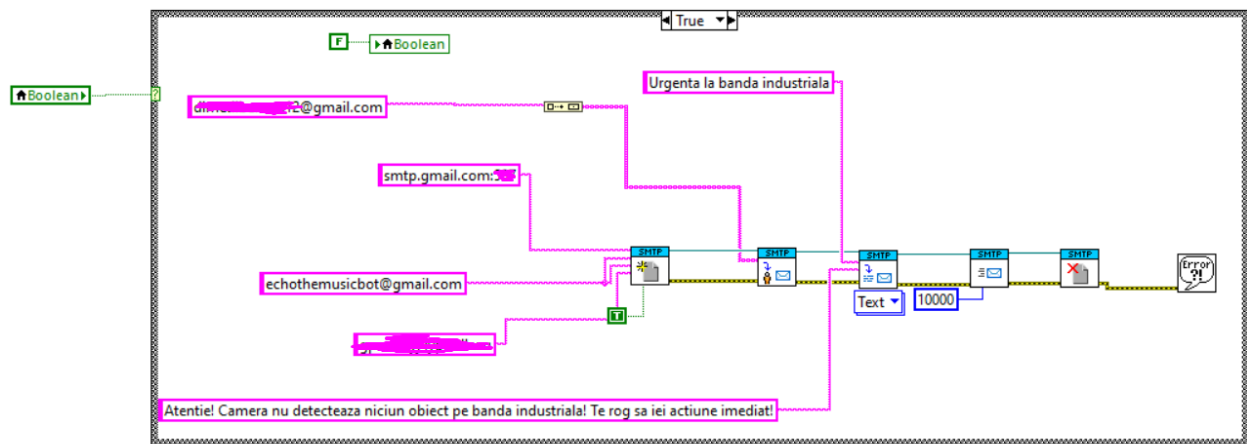 True
F
Boolean
Boolean
?
Urgenta la banda industriala
2@gmail.com
smtp.gmail.com:
SMTP
SMTP
SMTP
SMTP
SMTP
echothemusicbot@gmail.com
Error
?!
Text
10000
T
Atentie! Camera nu detecteaza niciun obiect pe banda industriala! Te rog sa iei actiune imediat!